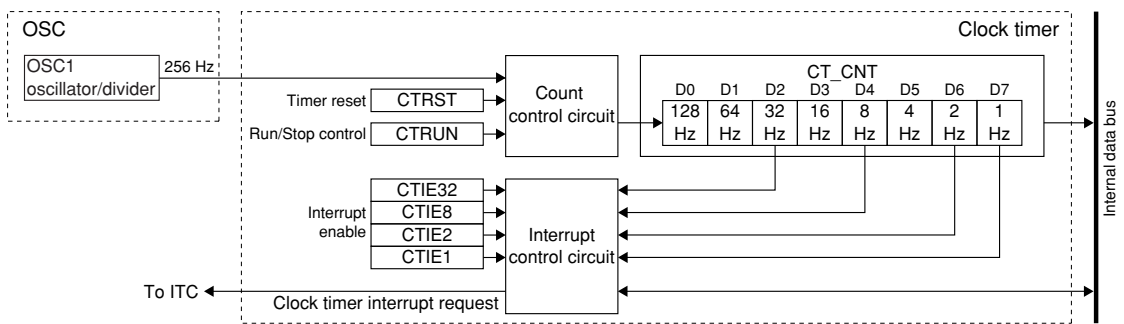 OSC
Clock timer
OSC1
oscillator/divider
256 Hz
Timer reset
CTRST
Run/Stop control
CTRUN
Count
control circuit
CT_CNT
D0 D1 D2 D3 D4 D5 D6 D7
128 64 32 16 8 4 2 1
Hz Hz Hz Hz Hz Hz Hz Hz
Internal data bus
Interrupt
enable
CTIE32
CTIE8
CTIE2
CTIE1
Interrupt
control circuit
To ITC
Clock timer interrupt request